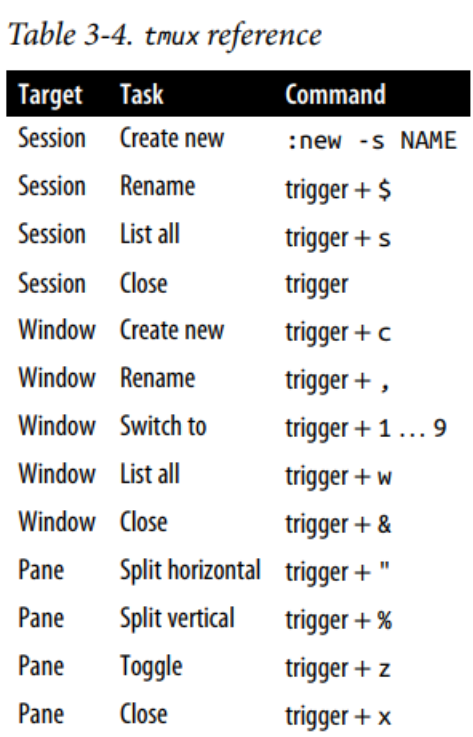 Table 3-4. tmux reference
Target Task Command
Session Create new :new -s NAME
Session Rename trigger + $
Session List all trigger + s
Session Close trigger
Window Create new trigger + c
Window Rename trigger + ,
Window Switch to trigger + 1 ... 9
Window List all trigger + w
Window Close trigger + &
Pane Split horizontal trigger + "
Pane Split vertical trigger + %
Pane Toggle trigger + z
Pane Close trigger + x